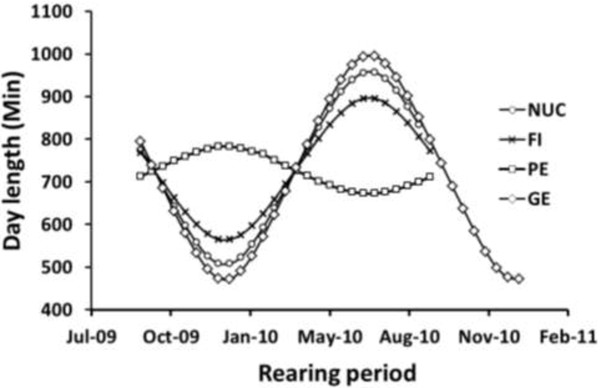 1100
1000
900
800
700
600
500
400
Day length (Min)
Jul-09 Oct-09 Jan-10 May-10 Aug-10 Nov-10 Feb-11
Rearing period
NUC
FI
PE
GE